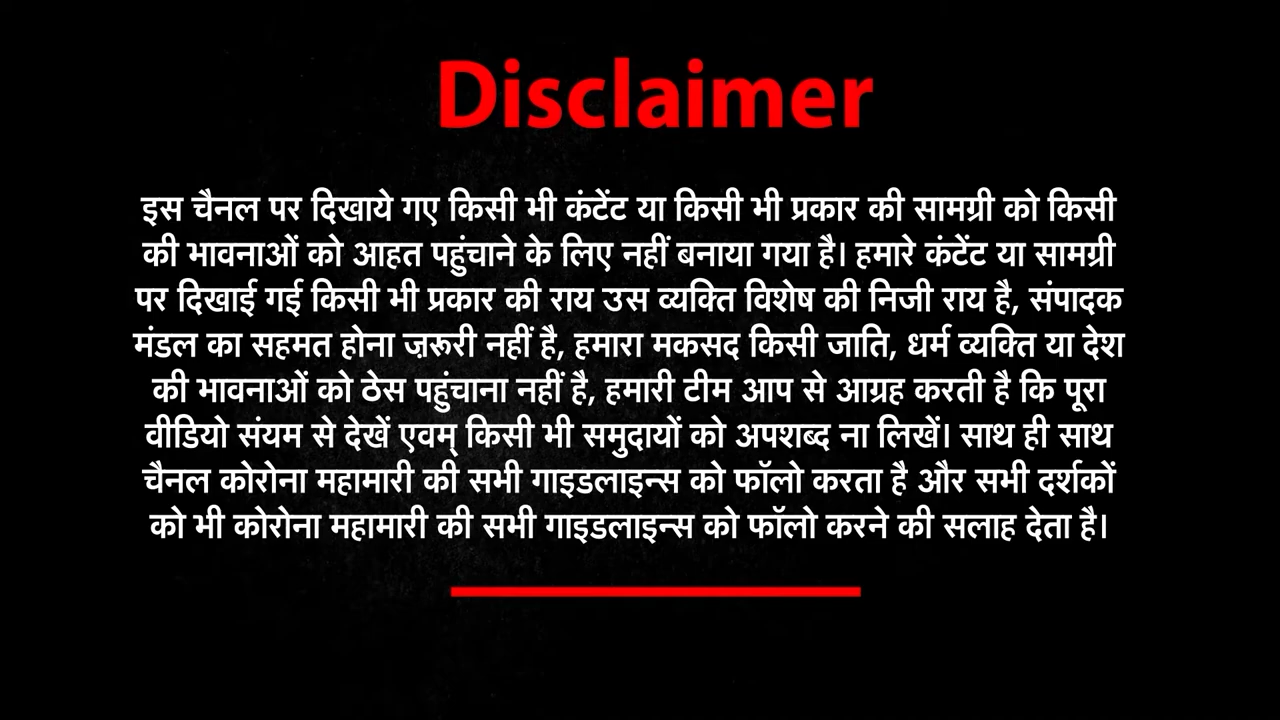 Disclaimer
इस चैनल पर दिखाये गए किसी भी कंटेंट या किसी भी प्रकार की सामग्री को किसी
की भावनाओं को आहत पहुंचाने के लिए नहीं बनाया गया है। हमारे कंटेंट या सामग्री
पर दिखाई गई किसी भी प्रकार की राय उस व्यक्ति विशेष की निजी राय है, संपादक
मंडल का सहमत होना ज़रूरी नहीं है, हमारा मकसद किसी जाति, धर्म व्यक्ति या देश
की भावनाओं को ठेस पहुंचाना नहीं है, हमारी टीम आप से आग्रह करती है कि पूरा
वीडियो संयम से देखें एवम् किसी भी समुदायों को अपशब्द ना लिखें। साथ ही साथ
चैनल कोरोना महामारी की सभी गाइडलाइन्स को फॉलो करता है और सभी दर्शकों
को भी कोरोना महामारी की सभी गाइडलाइन्स को फॉलो करने की सलाह देता है।